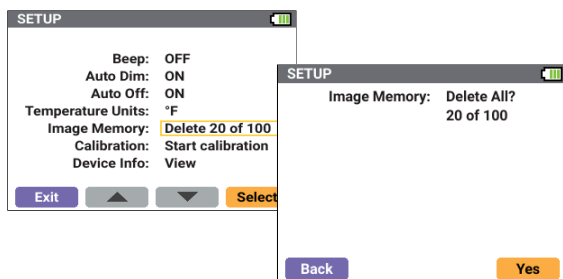 SETUP
Beep: OFF
Auto Dim: ON
Auto Off: ON
Temperature Units: °F
Image Memory: Delete 20 of 100
Calibration: Start calibration
Device Info: View
Exit Select
SETUP
Image Memory: Delete All?
20 of 100
Back Yes